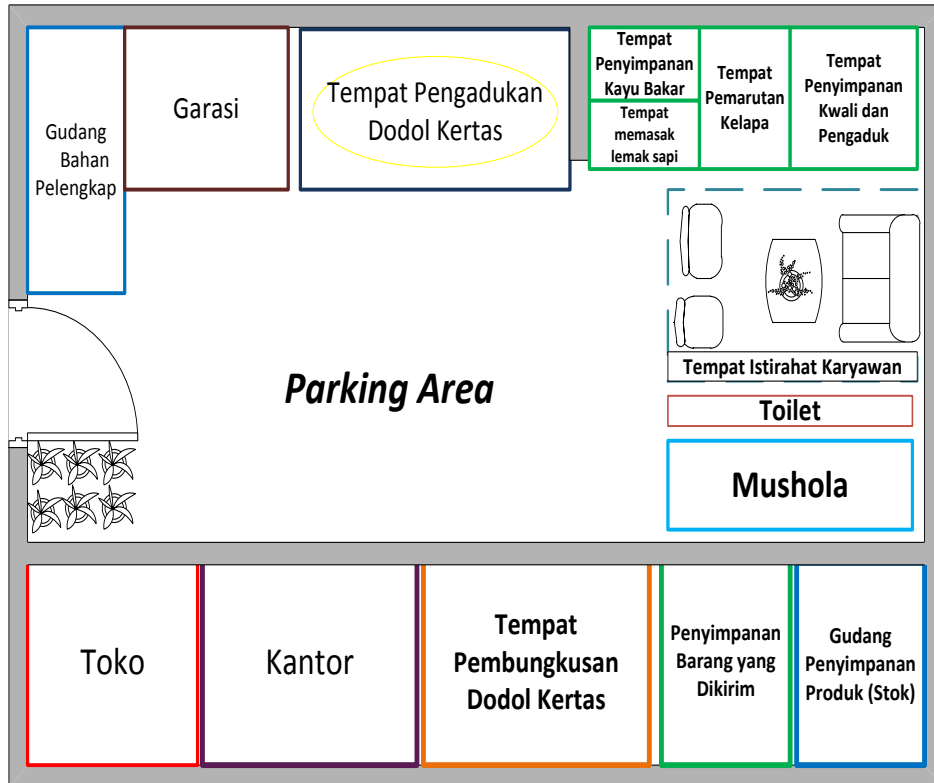 Gudang
Bahan
Pelengkap
Garasi
Tempat Pengadukan
Dodol Kertas
Tempat
Penyimpanan
Kayu Bakar
Tempat
memasak
lemak sapi
Tempat
Pemarutan
Kelapa
Tempat
Penyimpanan
Kwali dan
Pengaduk
Parking Area
Tempat Istirahat Karyawan
Toilet
Mushola
Toko
Kantor
Tempat
Pembungkusan
Dodol Kertas
Penyimpanan
Barang yang
Dikirim
Gudang
Penyimpanan
Produk (Stok)